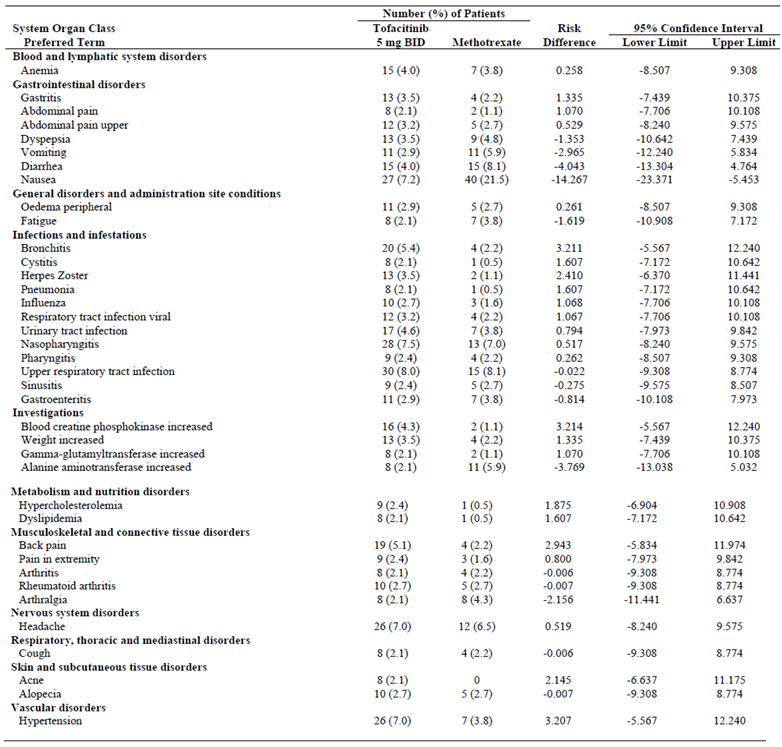 Number (%) of Patients
System Organ Class Tofacitinib Risk 95% Confidence Interval
Preferred Term 5 mg BID Methotrexate Difference Lower Limit Upper Limit
Blood and lymphatic system disorders
Anemia 15 (4.0) 7 (3.8) 0.258 -8.507 9.308
Gastrointestinal disorders
Gastritis 13 (3.5) 4 (2.2) 1.335 -7.439 10.375
Abdominal pain 8 (2.1) 2 (1.1) 1.070 -7.706 10.108
Abdominal pain upper 12 (3.2) 5 (2.7) 0.529 -8.240 9.575
Dyspepsia 13 (3.5) 9 (4.8) -1.353 -10.642 7.439
Vomiting 11 (2.9) 11 (5.9) -2.965 -12.240 5.834
Diarrhea 15 (4.0) 15 (8.1) -4.043 -13.304 4.764
Nausea 27 (7.2) 40 (21.5) -14.267 -23.371 -5.453
General disorders and administration site conditions
Oedema peripheral 11 (2.9) 5 (2.7) 0.261 -8.507 9.308
Fatigue 8 (2.1) 7 (3.8) -1.619 -10.908 7.172
Infections and infestations
Bronchitis 20 (5.4) 4 (2.2) 3.211 -5.567 12.240
Cystitis 8 (2.1) 1 (0.5) 1.607 -7.172 10.642
Herpes Zoster 13 (3.5) 2 (1.1) 2.410 -6.370 11.441
Pneumonia 8 (2.1) 1 (0.5) 1.607 -7.172 10.642
Influenza 10 (2.7) 3 (1.6) 1.068 -7.706 10.108
Respiratory tract infection viral 12 (3.2) 4 (2.2) 1.067 -7.706 10.108
Urinary tract infection 17 (4.6) 7 (3.8) 0.794 -7.973 9.842
Nasopharyngitis 28 (7.5) 13 (7.0) 0.517 -8.240 9.575
Pharyngitis 9 (2.4) 4 (2.2) 0.262 -8.507 9.308
Upper respiratory tract infection 30 (8.0) 15 (8.1) -0.022 -9.308 8.774
Sinusitis 9 (2.4) 5 (2.7) -0.275 -9.575 8.507
Gastroenteritis 11 (2.9) 7 (3.8) -0.814 -10.108 7.973
Investigations
Blood creatine phosphokinase increased 16 (4.3) 2 (1.1) 3.214 -5.567 12.240
Weight increased 13 (3.5) 4 (2.2) 1.335 -7.439 10.375
Gamma-glutamyltransferase increased 8 (2.1) 2 (1.1) 1.070 -7.706 10.108
Alanine aminotransferase increased 8 (2.1) 11 (5.9) -3.769 -13.038 5.032
Metabolism and nutrition disorders
Hypercholesterolemia 9 (2.4) 1 (0.5) 1.875 -6.904 10.908
Dyslipidemia 8 (2.1) 1 (0.5) 1.607 -7.172 10.642
Musculoskeletal and connective tissue disorders
Back pain 19 (5.1) 4 (2.2) 2.943 -5.834 11.974
Pain in extremity 9 (2.4) 3 (1.6) 0.800 -7.973 9.842
Arthritis 8 (2.1) 4 (2.2) -0.006 -9.308 8.774
Rheumatoid arthritis 10 (2.7) 5 (2.7) -0.007 -9.308 8.774
Arthralgia 8 (2.1) 8 (4.3) -2.156 -11.441 6.637
Nervous system disorders
Headache 26 (7.0) 12 (6.5) 0.519 -8.240 9.575
Respiratory, thoracic and mediastinal disorders
Cough 8 (2.1) 4 (2.2) -0.006 -9.308 8.774
Skin and subcutaneous tissue disorders
Acne 8 (2.1) 0 2.145 -6.637 11.175
Alopecia 10 (2.7) 5 (2.7) -0.007 -9.308 8.774
Vascular disorders
Hypertension 26 (7.0) 7 (3.8) 3.207 -5.567 12.240